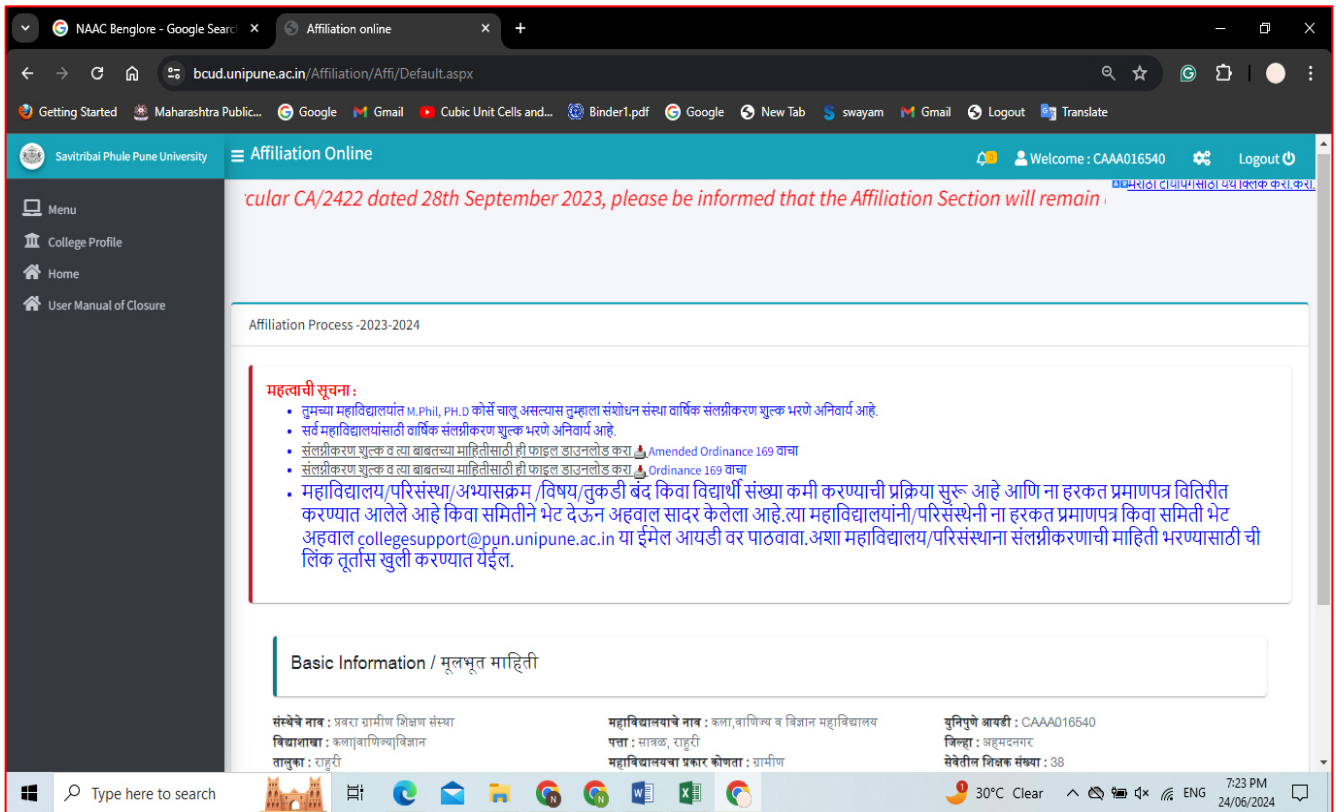 NAAC Benglore - Google Searc
Affiliation online
bcud.unipune.ac.in/Affiliation/Affi/Default.aspx
Getting Started Maharashtra Public... Google Gmail Cubic Unit Cells and... Binder1.pdf Google New Tab swayam Gmail Logout Translate
Savitribai Phule Pune University
Affiliation Online
0
Welcome : CAAA016540
Logout
Menu
College Profile
Home
User Manual of Closure
cular CA/2422 dated 28th September 2023, please be informed that the Affiliation Section will remain
मराठी टायपिंगसाठी येथे क्लिक करा.करा.
Affiliation Process -2023-2024
महत्वाची सूचना :
तुमच्या महाविद्यालयांत M.Phil, PH.D कोर्से चालू असल्यास तुम्हाला संशोधन संस्था वार्षिक संलग्नीकरण शुल्क भरणे अनिवार्य आहे.
सर्व महाविद्यालयांसाठी वार्षिक संलग्नीकरण शुल्क भरणे अनिवार्य आहे.
संलग्नीकरण शुल्क व त्या बाबतच्या माहितीसाठी ही फाइल डाउनलोड करा Amended Ordinance 169 वाचा
संलग्नीकरण शुल्क व त्या बाबतच्या माहितीसाठी ही फाइल डाउनलोड करा Ordinance 169 वाचा
महाविद्यालय/परिसंस्था/अभ्यासक्रम /विषय/तुकडी बंद किंवा विद्यार्थी संख्या कमी करण्याची प्रक्रिया सुरू आहे आणि ना हरकत प्रमाणपत्र वितिरीत
करण्यात आलेले आहे किंवा समितीने भेट देऊन अहवाल सादर केलेला आहे.त्या महाविद्यालयांनी/परिसंस्थेनी ना हरकत प्रमाणपत्र किंवा समिती भेट
अहवाल collegesupport@pun.unipune.ac.in या ईमेल आयडी वर पाठवावा.अशा महाविद्यालय/परिसंस्थाना संलग्नीकरणाची माहिती भरण्यासाठी ची
लिंक तूर्तास खुली करण्यात येईल.
Basic Information / मूलभूत माहिती
संस्थेचे नाव : प्रवरा ग्रामीण शिक्षण संस्था
महाविद्यालयाचे नाव : कला,वाणिज्य व विज्ञान महाविद्यालय
युनिपुणे आयडी : CAAA016540
विद्याशाखा : कला|वाणिज्य|विज्ञान
पत्ता : सात्रळ, राहुरी
जिल्हा : अहमदनगर
तालुका : राहुरी
महाविद्यालयचा प्रकार कोणता : ग्रामीण
सेवेतील शिक्षक संख्या : 38
Type here to search
30°C Clear
ENG
7:23 PM
24/06/2024